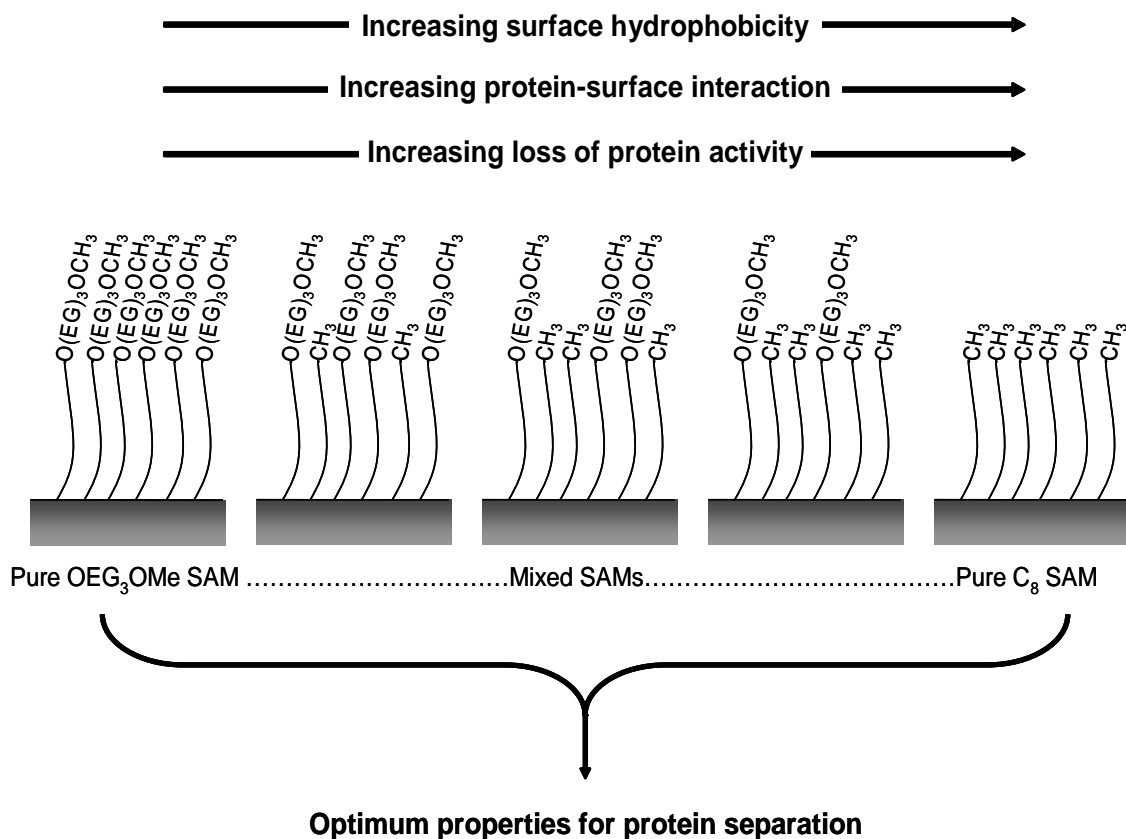 Increasing surface hydrophobicity
Increasing protein-surface interaction
Increasing loss of protein activity
O(EG)₃OCH₃ O(EG)₃OCH₃ O(EG)₃OCH₃ O(EG)₃OCH₃ O(EG)₃OCH₃ O(EG)₃OCH₃
O(EG)₃OCH₃ CH₃ O(EG)₃OCH₃ O(EG)₃OCH₃ CH₃ O(EG)₃OCH₃
O(EG)₃OCH₃ CH₃ CH₃ O(EG)₃OCH₃ O(EG)₃OCH₃ CH₃
O(EG)₃OCH₃ CH₃ CH₃ O(EG)₃OCH₃ CH₃ CH₃
CH₃ CH₃ CH₃ CH₃ CH₃ CH₃
Pure OEG₃OMe SAM ..............................Mixed SAMs....................................Pure C₈ SAM
Optimum properties for protein separation